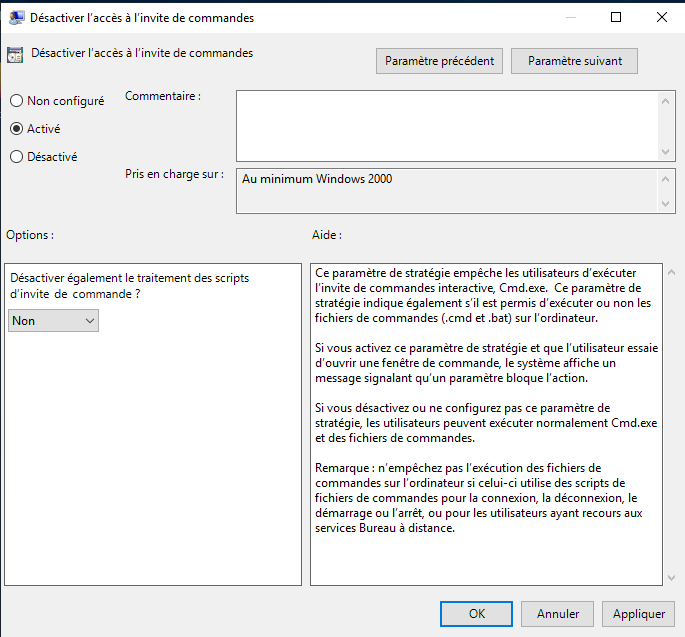 Désactiver l'accès à l'invite de commandes
Désactiver l'accès à l'invite de commandes
Paramètre précédent
Paramètre suivant
Non configuré
Activé
Désactivé
Commentaire :
Pris en charge sur :
Au minimum Windows 2000
Options :
Aide :
Désactiver également le traitement des scripts
d'invite de commande ?
Non
Ce paramètre de stratégie empêche les utilisateurs d'exécuter
l'invite de commandes interactive, Cmd.exe. Ce paramètre de
stratégie indique également s'il est permis d'exécuter ou non les
fichiers de commandes (.cmd et .bat) sur l'ordinateur.
Si vous activez ce paramètre de stratégie et que l'utilisateur essaie
d'ouvrir une fenêtre de commande, le système affiche un
message signalant qu'un paramètre bloque l'action.
Si vous désactivez ou ne configurez pas ce paramètre de
stratégie, les utilisateurs peuvent exécuter normalement Cmd.exe
et des fichiers de commandes.
Remarque : n'empêchez pas l'exécution des fichiers de
commandes sur l'ordinateur si celui-ci utilise des scripts de
fichiers de commandes pour la connexion, la déconnexion, le
démarrage ou l'arrêt, ou pour les utilisateurs ayant recours aux
services Bureau à distance.
OK
Annuler
Appliquer